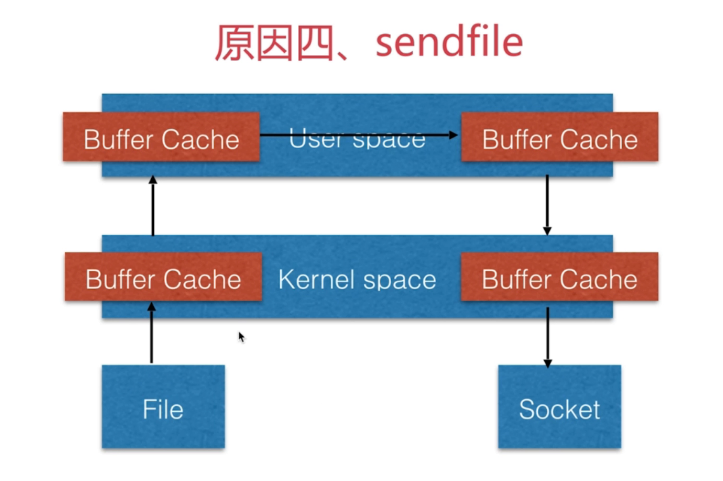 原因四、sendfile
Buffer Cache
User space
Buffer Cache
Buffer Cache
Kernel space
Buffer Cache
File
Socket